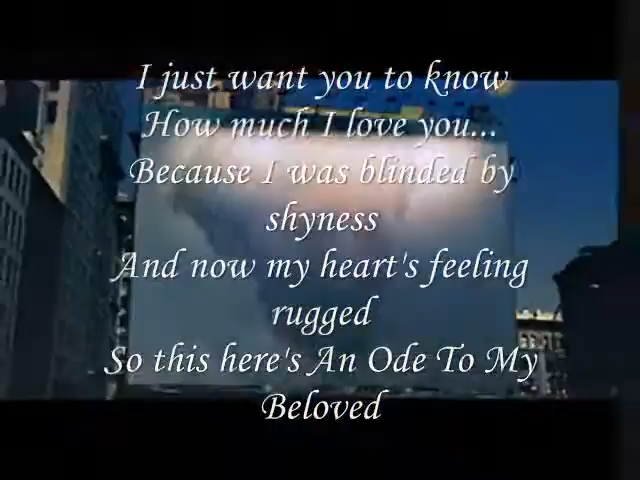 I just want you to know
How much I love you...
Because I was blinded by
shyness
And now my heart's feeling
rugged
So this here's An Ode To My
Beloved